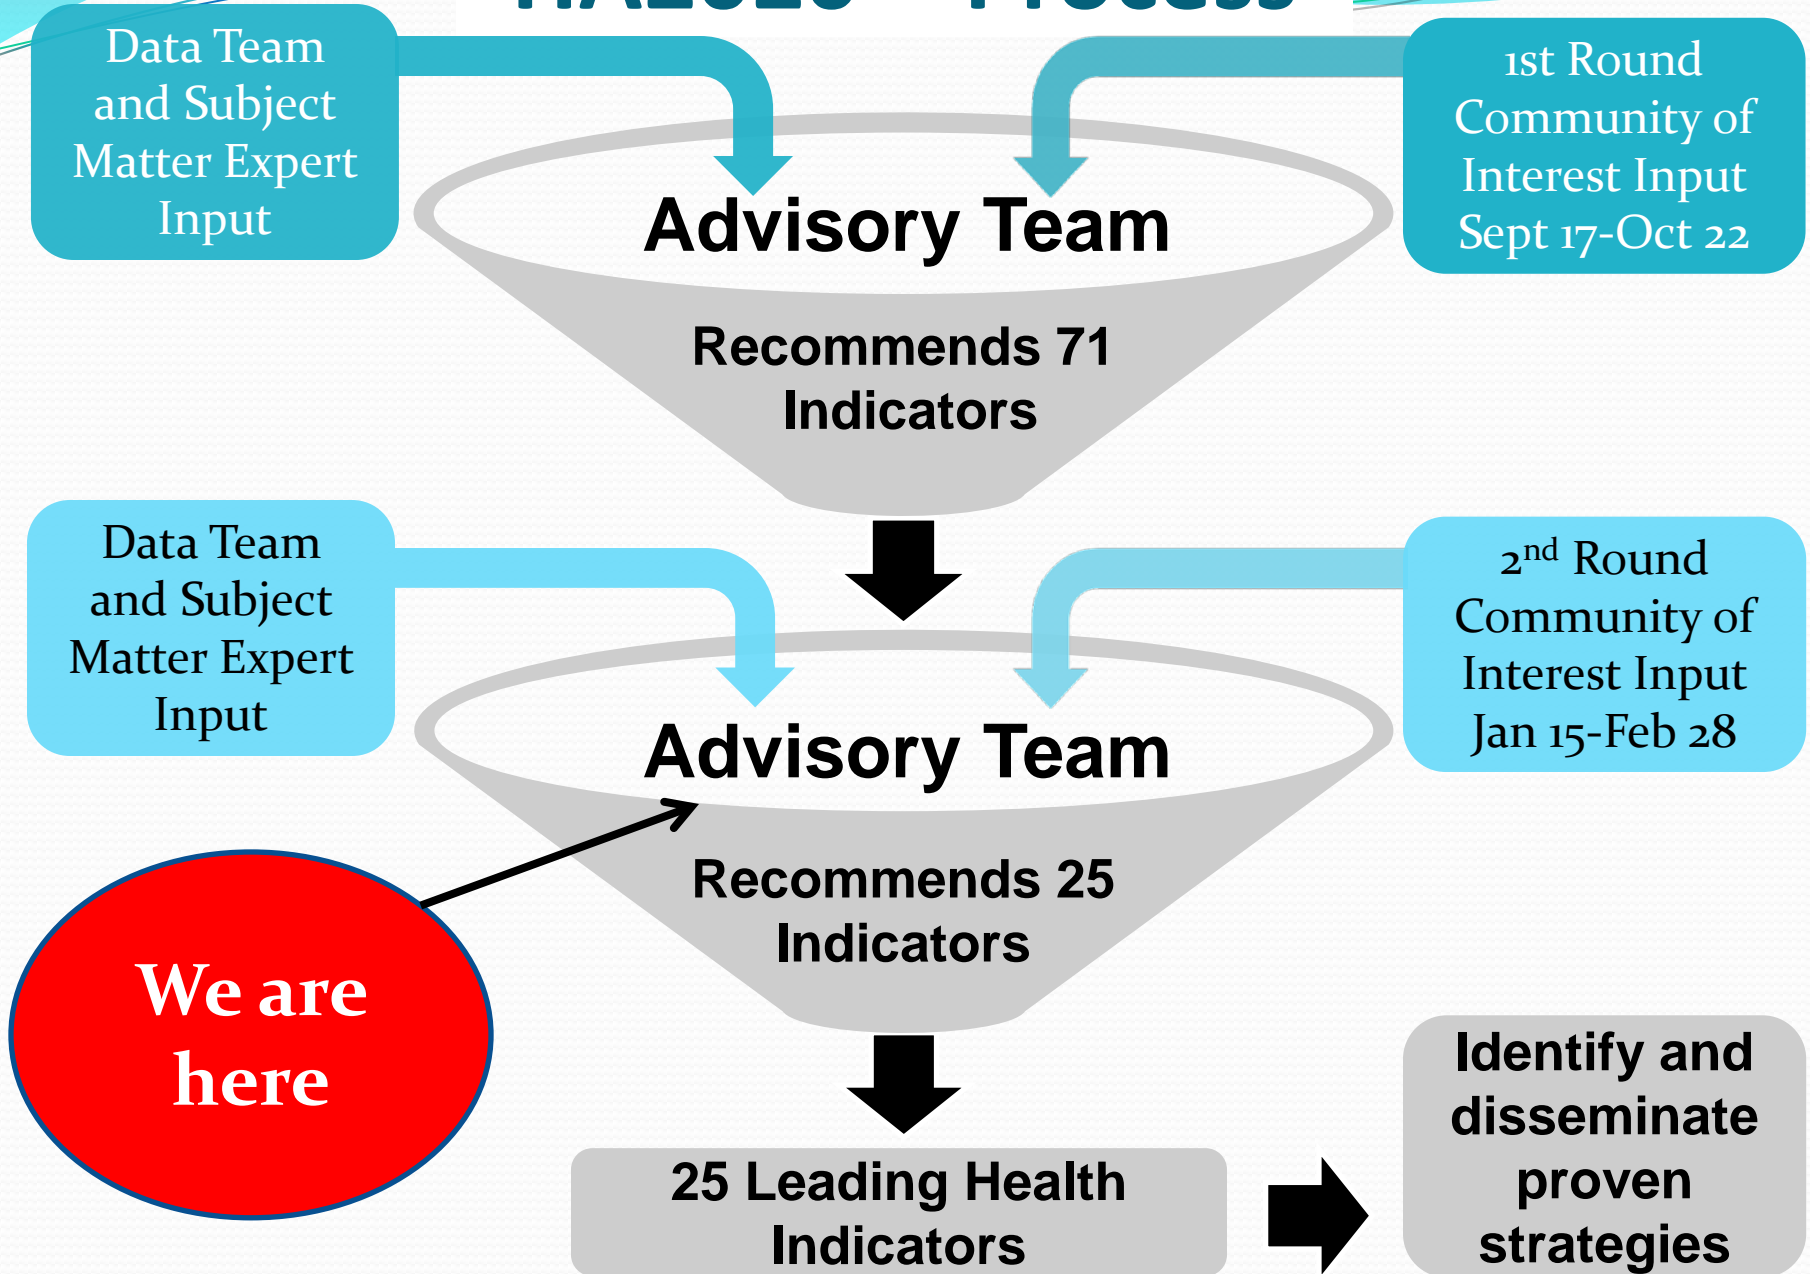 Process
Data Team
and Subject
Matter Expert
Input
1st Round
Community of
Interest Input
Sept 17-Oct 22
Advisory Team
Recommends 71
Indicators
Data Team
and Subject
Matter Expert
Input
2nd Round
Community of
Interest Input
Jan 15-Feb 28
Advisory Team
Recommends 25
Indicators
We are
here
25 Leading Health
Indicators
Identify and
disseminate
proven
strategies